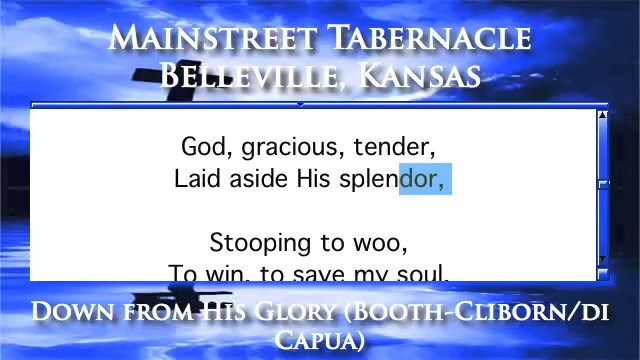 Mainstreet Tabernacle
Belleville, Kansas
God, gracious, tender,
Laid aside His splendor,
Stooping to woo,
To win, to save my soul.
Down from His Glory (Booth-Cliborn/di
Capua)